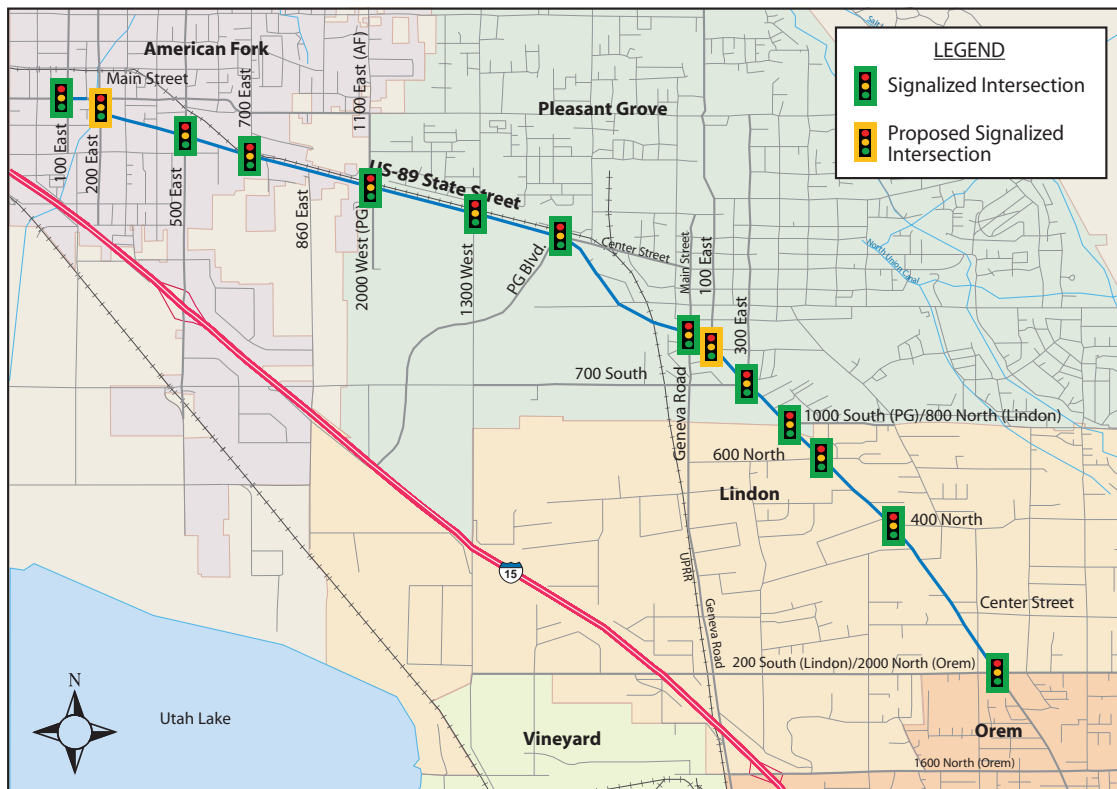 American Fork
Main Street
700 East
1100 East (AF)
Salt
LEGEND
Signalized Intersection
Proposed Signalized
Intersection
Pleasant Grove
100 East
200 East
500 East
860 East
2000 West (PG)
US-89 State Street
1300 West
PG Blvd.
Center Street
Main Street
100 East
300 East
North Union Canal
700 South
Geneva Road
1000 South (PG)/800 North (Lindon)
600 North
Lindon
400 North
15
UPRR
Geneva Road
Center Street
200 South (Lindon)/2000 North (Orem)
N
Utah Lake
Vineyard
Orem
1600 North (Orem)